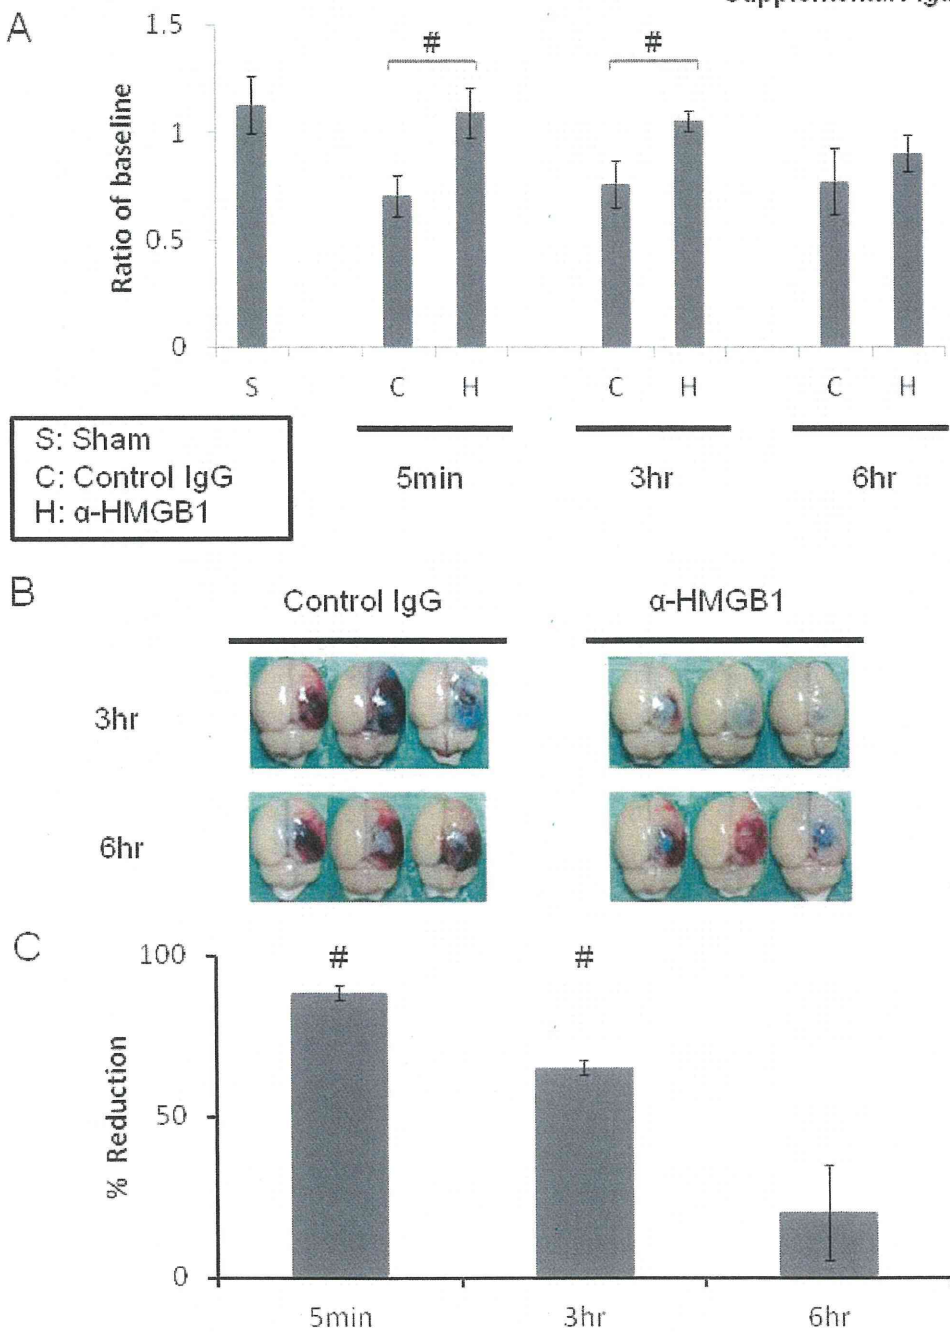 A
1.5
#
#
Ratio of baseline
1
0.5
0
S
C
H
C
H
C
H
S: Sham
C: Control IgG
H: α-HMGB1
5min
3hr
6hr
B
Control IgG
α-HMGB1
3hr
6hr
C
100
#
#
% Reduction
50
0
5min
3hr
6hr